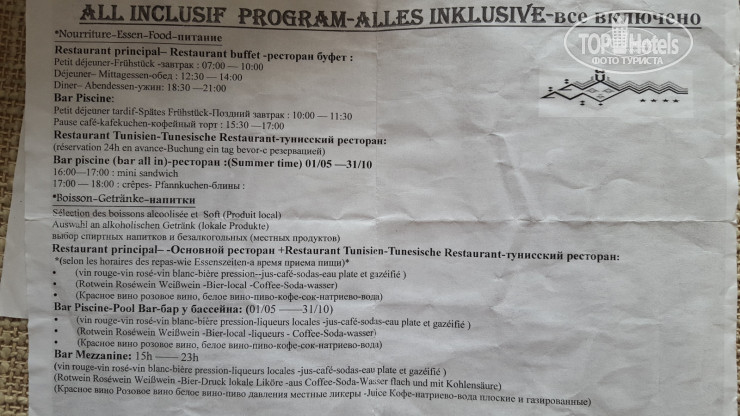 ALL INCLUSIF PROGRAM-ALLES INKLUSIVE-все включено
TOPHotels
ФОТО ТУРИСТА
*Nourriture-Essen-Food-питание
Restaurant principal– Restaurant buffet -ресторан буфет :
Petit déjeuner-Frühstück -завтрак : 07:00 — 10:00
Déjeuner– Mittagessen-обед : 12:30 — 14:00
Diner– Abendessen-ужин: 18:30 —21:00
Bar Piscine:
Petit déjeuner tardif-Spätes Frühstück-Поздний завтрак : 10:00 — 11:30
Pause café-kafekuchen-кофейный торт : 15:30 —17:00
Restaurant Tunisien-Tunesische Restaurant-тунисский ресторан:
(réservation 24h en avance-Buchung ein tag bevor-с резервацией)
Bar piscine (bar all in)-ресторан :(Summer time) 01/05 —31/10
16:00—17:00 : mini sandwich
17:00 — 18:00 : crêpes- Pfannkuchen-блины :
*Boisson-Getränke-напитки
Sélection des boissons alcoolisée et Soft (Produit local)
Auswahl an alkoholischen Getränk (lokale Produkte)
выбор спиртных напитков и безалкогольных (местных продуктов)
Restaurant principal– -Основной ресторан +Restaurant Tunisien-Tunesische Restaurant-тунисский ресторан:
*(selon les horaires des repas-wie Essenszeiten-а время приема пищи)*
• (vin rouge-vin rosé-vin blanc-bière pression--jus-café-sodas-eau plate et gazéifié )
• (Rotwein Roséwein Weißwein -Bier-local -Coffee-Soda-wasser)
• (Красное вино розовое вино, белое вино-пиво-кофе-сок-натриево-вода)
Bar Piscine-Pool Bar-бар у бассейна: (01/05 —31/10)
• (vin rouge-vin rosé-vin blanc-bière pression-liqueurs locales -jus-café-sodas-eau plate et gazéifié )
• (Rotwein Roséwein Weißwein -Bier-local -liqueurs - Coffee-Soda-wasser)
• (Красное вино розовое вино, белое вино-пиво-кофе-сок-натриево-вода)
Bar Mezzanine: 15h —— 23h
(vin rouge-vin rosé-vin blanc-bière pression-liqueurs locales -jus-café-sodas-eau plate et gazéifié )
(Rotwein Roséwein Weißwein -Bier-Druck lokale Liköre -aus Coffee-Soda-Wasser flach und mit Kohlensäure)
(Красное вино Розовое вино белое вино-пиво давления местные ликеры -Juice Кофе-натриево-вода плоские и газированные)